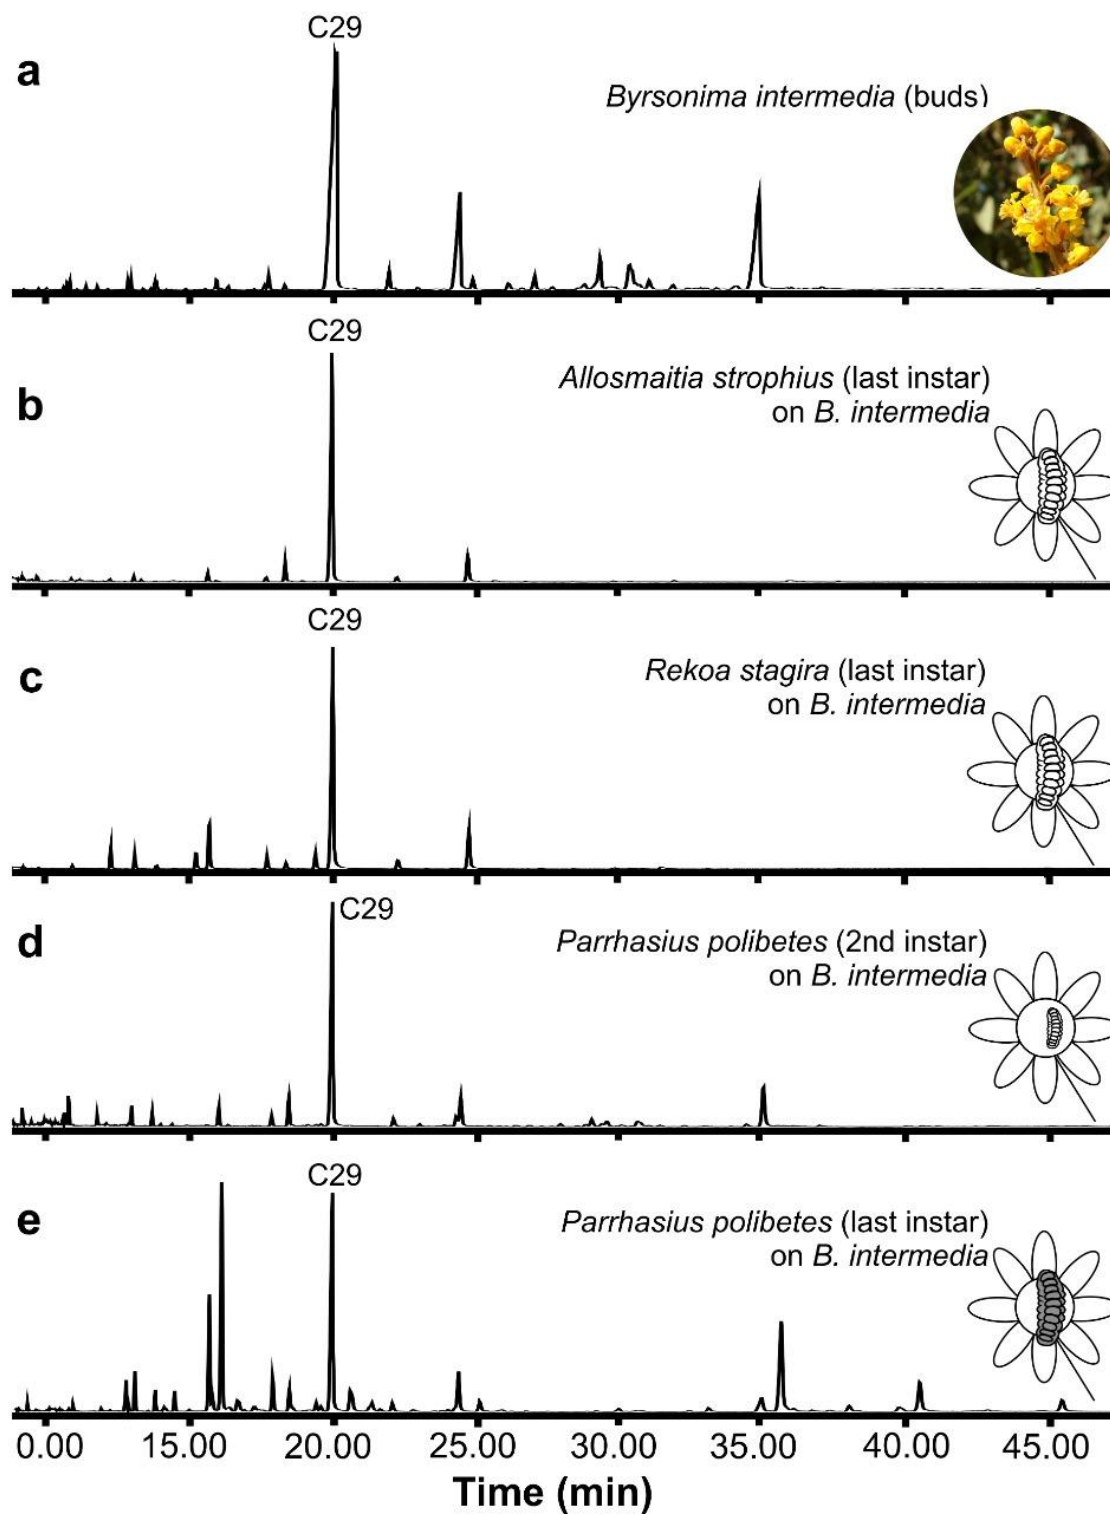 C29
a
Byrsonima intermedia (buds)
C29
b
Allosmaitia strophius (last instar)
on B. intermedia
C29
c
Rekoa stagira (last instar)
on B. intermedia
C29
d
Parrhasius polibetes (2nd instar)
on B. intermedia
C29
e
Parrhasius polibetes (last instar)
on B. intermedia
0.00 15.00 20.00 25.00 30.00 35.00 40.00 45.00
Time (min)